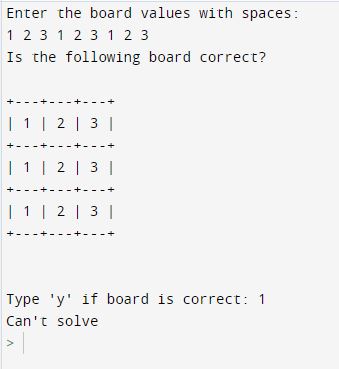 Enter the board values with spaces:
1 2 3 1 2 3 1 2 3
Is the following board correct?
+---+---+---+
| 1 | 2 | 3 |
+---+---+---+
| 1 | 2 | 3 |
+---+---+---+
| 1 | 2 | 3 |
+---+---+---+
Type 'y' if board is correct: 1
Can't solve
>